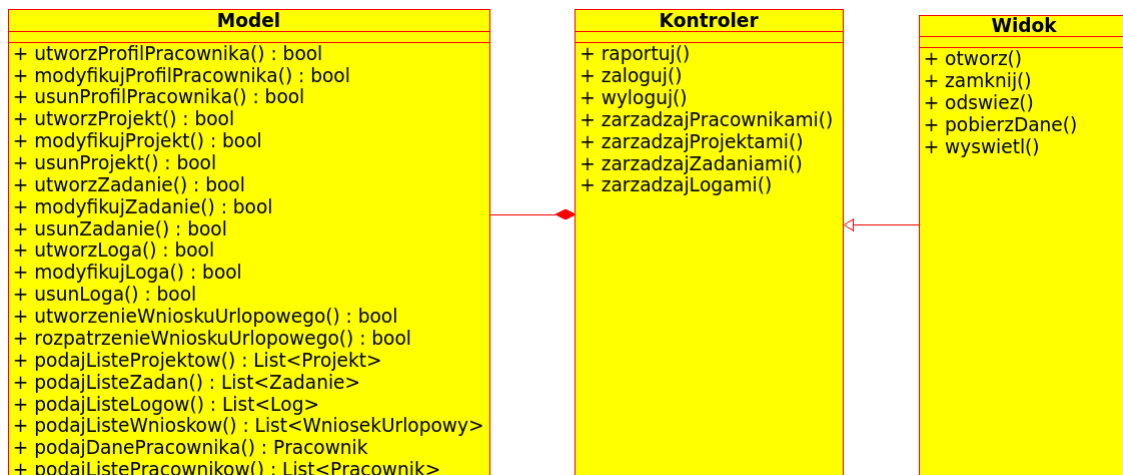 Model
+ utworzProfilPracownika() : bool
+ modyfikujProfilPracownika() : bool
+ usunProfilPracownika() : bool
+ utworzProjekt() : bool
+ modyfikujProjekt() : bool
+ usunProjekt() : bool
+ utworzZadanie() : bool
+ modyfikujZadanie() : bool
+ usunZadanie() : bool
+ utworzLoga() : bool
+ modyfikujLoga() : bool
+ usunLoga() : bool
+ utworzenieWnioskuUrlopowego() : bool
+ rozpatrzenieWnioskuUrlopowego() : bool
+ podajListeProjektow() : List<Projekt>
+ podajListeZadan() : List<Zadanie>
+ podajListeLogow() : List<Log>
+ podajListeWnioskow() : List<WniosekUrlopowy>
+ podajDanePracownika() : Pracownik
+ podajListePracownikow() : List<Pracownik>
Kontroler
+ raportuj()
+ zaloguj()
+ wyloguj()
+ zarzadzajPracownikami()
+ zarzadzajProjektami()
+ zarzadzajZadaniami()
+ zarzadzajLogami()
Widok
+ otworz()
+ zamknij()
+ odswiez()
+ pobierzDane()
+ wyswietl()